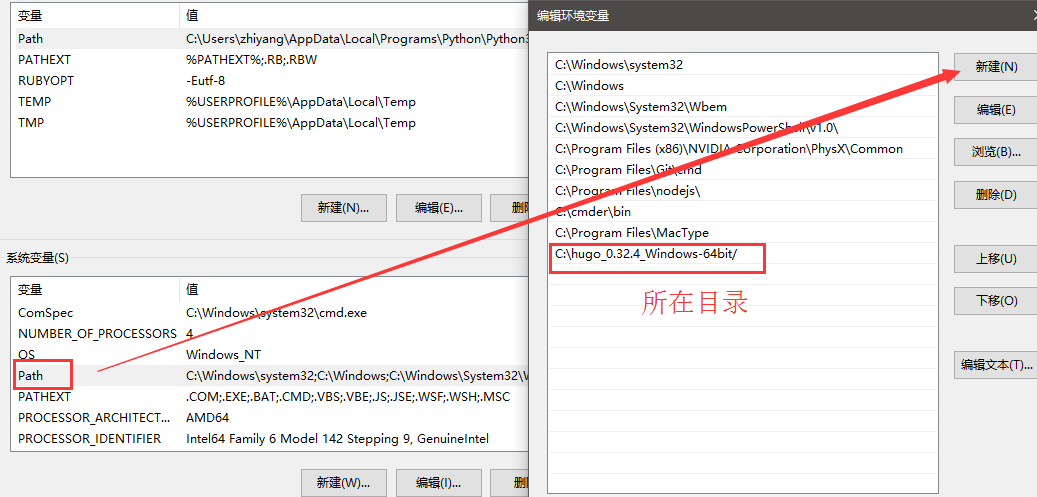 变量 值
Path C:\Users\zhiyang\AppData\Local\Programs\Python\Python3
PATHEXT %PATHEXT%;.RB;.RBW
RUBYOPT -Eutf-8
TEMP %USERPROFILE%\AppData\Local\Temp
TMP %USERPROFILE%\AppData\Local\Temp
新建(N)... 编辑(E)... 删
系统变量(S)
变量 值
ComSpec C:\Windows\system32\cmd.exe
NUMBER_OF_PROCESSORS 4
OS Windows_NT
Path C:\Windows\system32;C:\Windows;C:\Windows\System32\W
PATHEXT .COM;.EXE;.BAT;.CMD;.VBS;.VBE;.JS;.JSE;.WSF;.WSH;.MSC
PROCESSOR_ARCHITECT... AMD64
PROCESSOR_IDENTIFIER Intel64 Family 6 Model 142 Stepping 9, GenuineIntel
新建(W)... 编辑(I)... 删
编辑环境变量
C:\Windows\system32
C:\Windows
C:\Windows\System32\Wbem
C:\Windows\System32\WindowsPowerShell\v1.0\
C:\Program Files (x86)\NVIDIA Corporation\PhysX\Common
C:\Program Files\Git\cmd
C:\Program Files\nodejs\
C:\cmder\bin
C:\Program Files\MacType
C:\hugo_0.32.4_Windows-64bit/
所在目录
新建(N)
编辑(E)
浏览(B)...
删除(D)
上移(U)
下移(O)
编辑文本(T)...